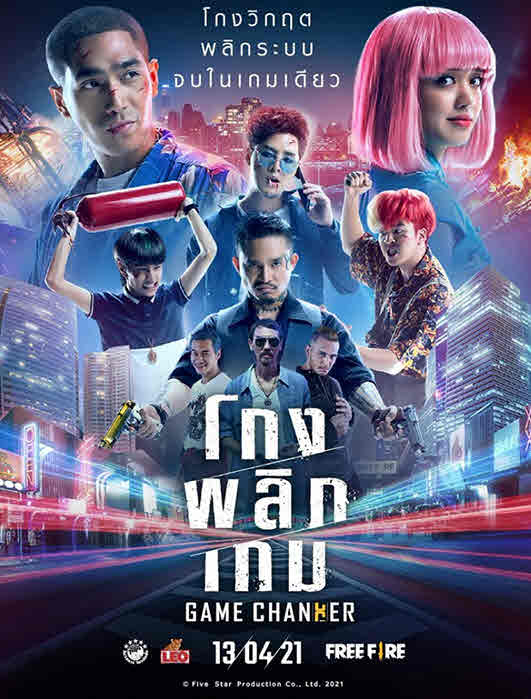 โกงวิกฤต
พลิกระบบ
จบในเกมเดียว
โกง
พลิก
เกม
GAME CHANHER
LEO 13/04/21 FREE FIRE
© Five Star Production Co., Ltd. 2021